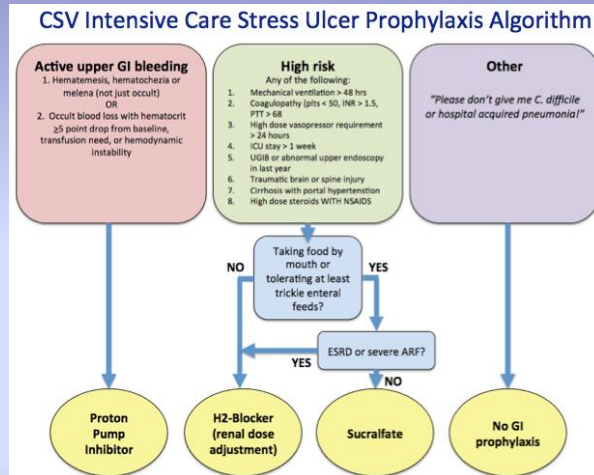 CSV Intensive Care Stress Ulcer Prophylaxis Algorithm
Active upper GI bleeding
1. Hematemesis, hematochezia or
melena (not just occult)
OR
2. Occult blood loss with hematocrit
≥5 point drop from baseline,
transfusion need, or hemodynamic
instability
High risk
Any of the following:
1. Mechanical ventilation > 48 hrs
2. Coagulopathy (plts < 50, INR > 1.5,
PTT > 68
3. High dose vasopressor requirement
> 24 hours
4. ICU stay > 1 week
5. UGIB or abnormal upper endoscopy
in last year
6. Traumatic brain or spine injury
7. Cirrhosis with portal hypertenstion
8. High dose steroids WITH NSAIDS
Other
"Please don't give me C. difficile
or hospital acquired pneumonia!"
Taking food by
mouth or
tolerating at least
trickle enteral
feeds?
NO
YES
ESRD or severe ARF?
YES
NO
Proton
Pump
Inhibitor
H2-Blocker
(renal dose
adjustment)
Sucralfate
No GI
prophylaxis